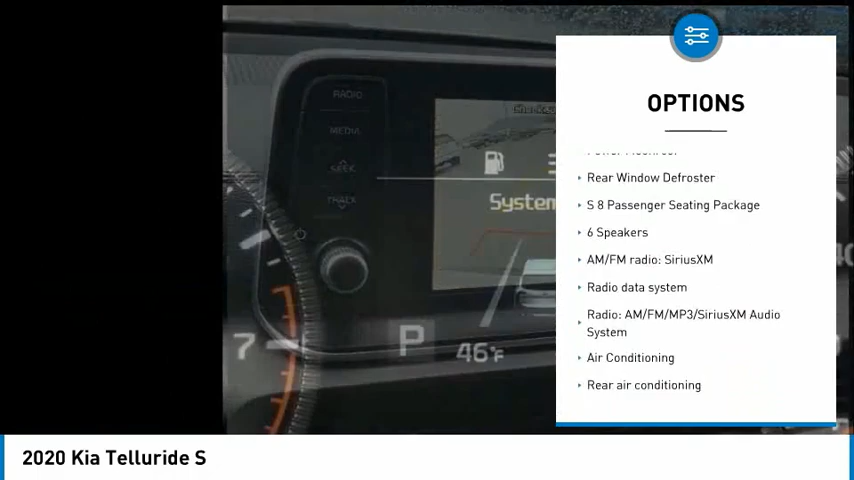 RADIO
MEDIA
SEEK
TRACK
System
P
46°F
7
OPTIONS
Rear Window Defroster
S 8 Passenger Seating Package
6 Speakers
AM/FM radio: SiriusXM
Radio data system
Radio: AM/FM/MP3/SiriusXM Audio
System
Air Conditioning
Rear air conditioning
2020 Kia Telluride S